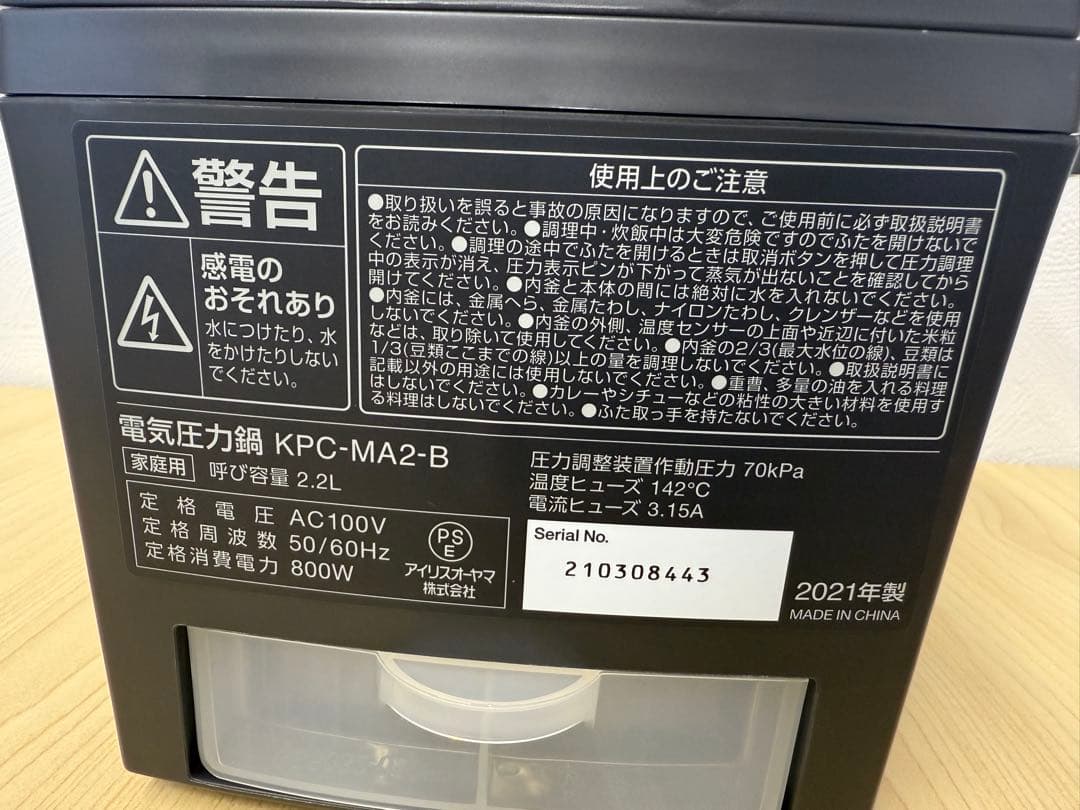 警告
感電の
おそれあり
水につけたり、水
をかけたりしない
でください。
使用上のご注意
●取り扱いを誤ると事故の原因になりますので、ご使用前に必ず取扱説明書
をお読みください。●調理中・炊飯中は大変危険ですのでふたを開けないで
ください。●調理の途中でふたを開けるときは取消ボタンを押して圧力調理
中の表示が消え、圧力表示ピンが下がって蒸気が出ないことを確認してから
開けてください。●内釜と本体の間には絶対に水を入れないでください。
●内釜には、金属へら、金属たわし、ナイロンたわし、クレンザーなどを使用
しないでください。●内釜の外側、温度センサーの上面や近辺に付いた米粒
などは、取り除いて使用してください。●内釜の2/3(最大水位の線)、豆類は
1/3(豆類ここまでの線)以上の量を調理しないでください。●取扱説明書に
記載以外の用途には使用しないでください。●重曹、多量の油を入れる料理
はしないでください。●カレーやシチューなどの粘性の大きい材料を使用す
る料理はしないでください。●ふた取っ手を持たないでください。
電気圧力鍋 KPC-MA2-B
家庭用 呼び容量 2.2L
定格電圧 AC100V
定格周波数 50/60Hz
定格消費電力 800W
PS
E
アイリスオーヤマ
株式会社
圧力調整装置作動圧力 70kPa
温度ヒューズ 142℃
電流ヒューズ 3.15A
Serial No.
210308443
2021年製
MADE IN CHINA